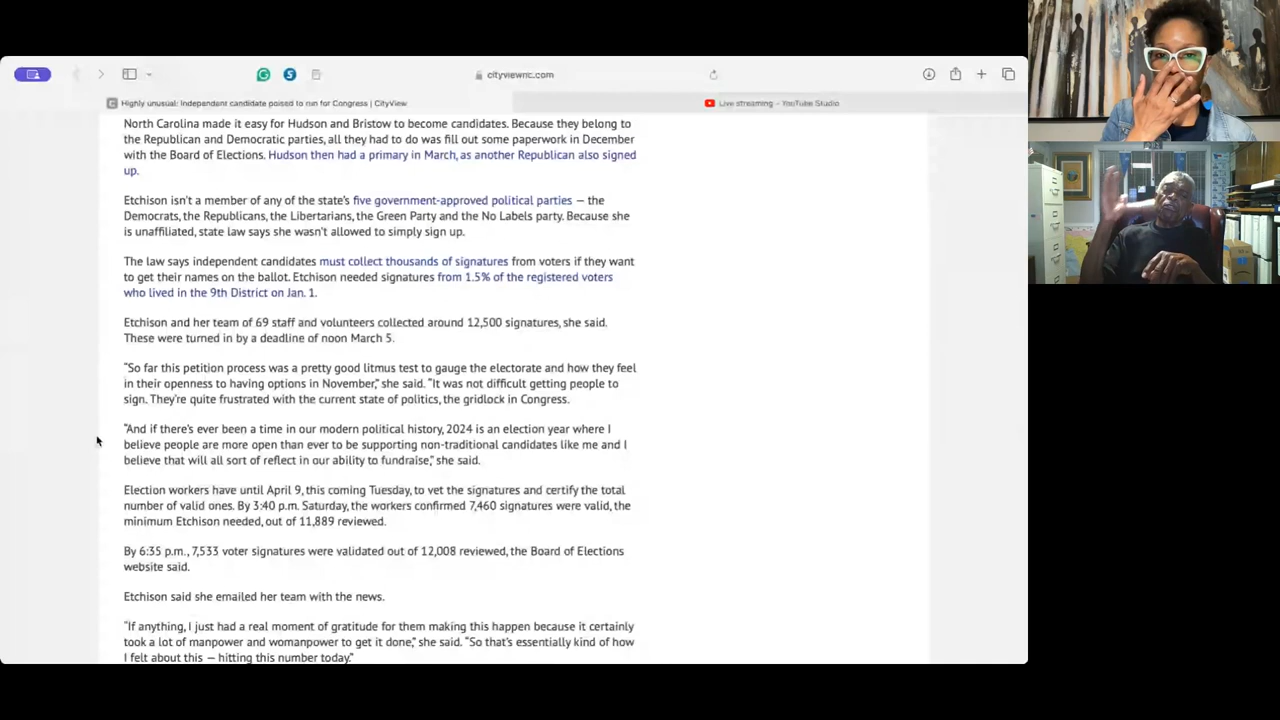 cityviewnc.com
Highly unusual: Independent candidate poised to run for Congress | CityView
Live streaming – YouTube Studio
North Carolina made it easy for Hudson and Bristow to become candidates. Because they belong to
the Republican and Democratic parties, all they had to do was fill out some paperwork in December
with the Board of Elections. Hudson then had a primary in March, as another Republican also signed
up.
Etchison isn't a member of any of the state's five government-approved political parties — the
Democrats, the Republicans, the Libertarians, the Green Party and the No Labels party. Because she
is unaffiliated, state law says she wasn't allowed to simply sign up.
The law says independent candidates must collect thousands of signatures from voters if they want
to get their names on the ballot. Etchison needed signatures from 1.5% of the registered voters
who lived in the 9th District on Jan. 1.
Etchison and her team of 69 staff and volunteers collected around 12,500 signatures, she said.
These were turned in by a deadline of noon March 5.
"So far this petition process was a pretty good litmus test to gauge the electorate and how they feel
in their openness to having options in November," she said. "It was not difficult getting people to
sign. They're quite frustrated with the current state of politics, the gridlock in Congress.
"And if there's ever been a time in our modern political history, 2024 is an election year where I
believe people are more open than ever to be supporting non-traditional candidates like me and I
believe that will all sort of reflect in our ability to fundraise," she said.
Election workers have until April 9, this coming Tuesday, to vet the signatures and certify the total
number of valid ones. By 3:40 p.m. Saturday, the workers confirmed 7,460 signatures were valid, the
minimum Etchison needed, out of 11,889 reviewed.
By 6:35 p.m., 7,533 voter signatures were validated out of 12,008 reviewed, the Board of Elections
website said.
Etchison said she emailed her team with the news.
"If anything, I just had a real moment of gratitude for them making this happen because it certainly
took a lot of manpower and womanpower to get it done," she said. "So that's essentially kind of how
I felt about this — hitting this number today."